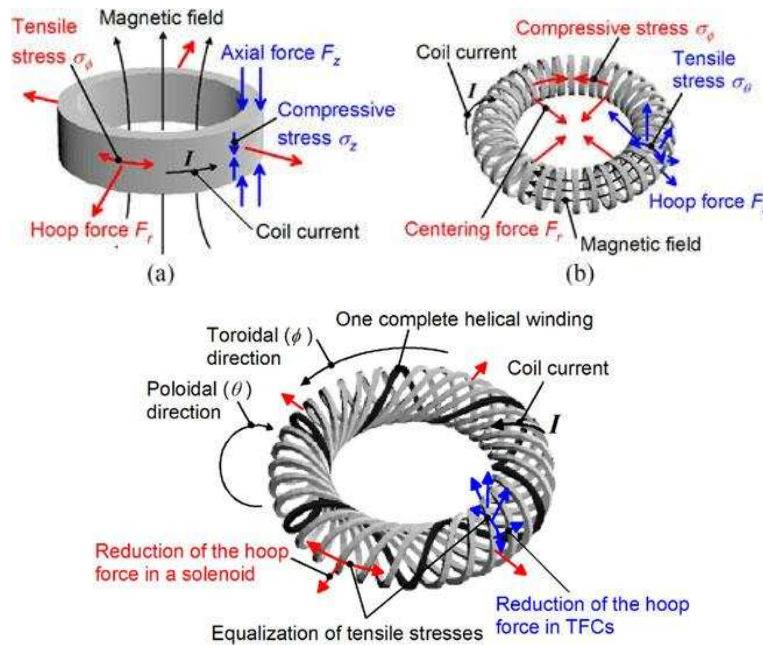 Tensile
stress σϕ
Magnetic field
Axial force Fz
Compressive
stress σz
I
Hoop force Fr
Coil current
(a)
Compressive stress σϕ
Coil current
Tensile
stress σθ
I
Hoop force F
Centering force Fr
Magnetic field
(b)
One complete helical winding
Toroidal (ϕ)
direction
Coil current
Poloidal (θ)
direction
I
Reduction of the hoop
force in a solenoid
Reduction of the hoop
force in TFCs
Equalization of tensile stresses